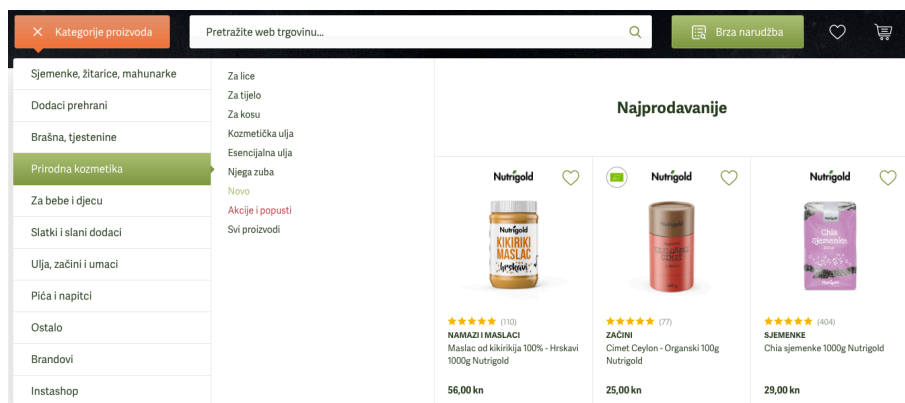 Kategorije proizvoda
Pretražite web trgovinu...
Brza narudžba
Sjemenke, žitarice, mahunarke
Dodaci prehrani
Brašna, tjestenine
Prirodna kozmetika
Za bebe i djecu
Slatki i slani dodaci
Ulja, začini i umaci
Pića i napitci
Ostalo
Brandovi
Instashop
Za lice
Za tijelo
Za kosu
Kozmetička ulja
Esencijalna ulja
Njega zuba
Novo
Akcije i popusti
Svi proizvodi
Najprodavanije
Nutrigold
Nutrigold
KIKIRIKI
MASLAC
hrskavi
(110)
NAMAZI I MASLACI
Maslac od kikirikija 100% - Hrskavi
1000g Nutrigold
56,00 kn
Nutrigold
Nutrigold
CIMET
(77)
ZAČINI
Cimet Ceylon - Organski 100g
Nutrigold
25,00 kn
Nutrigold
Chia
sjemenke
Nutrigold
(404)
SJEMENKE
Chia sjemenke 1000g Nutrigold
29,00 kn